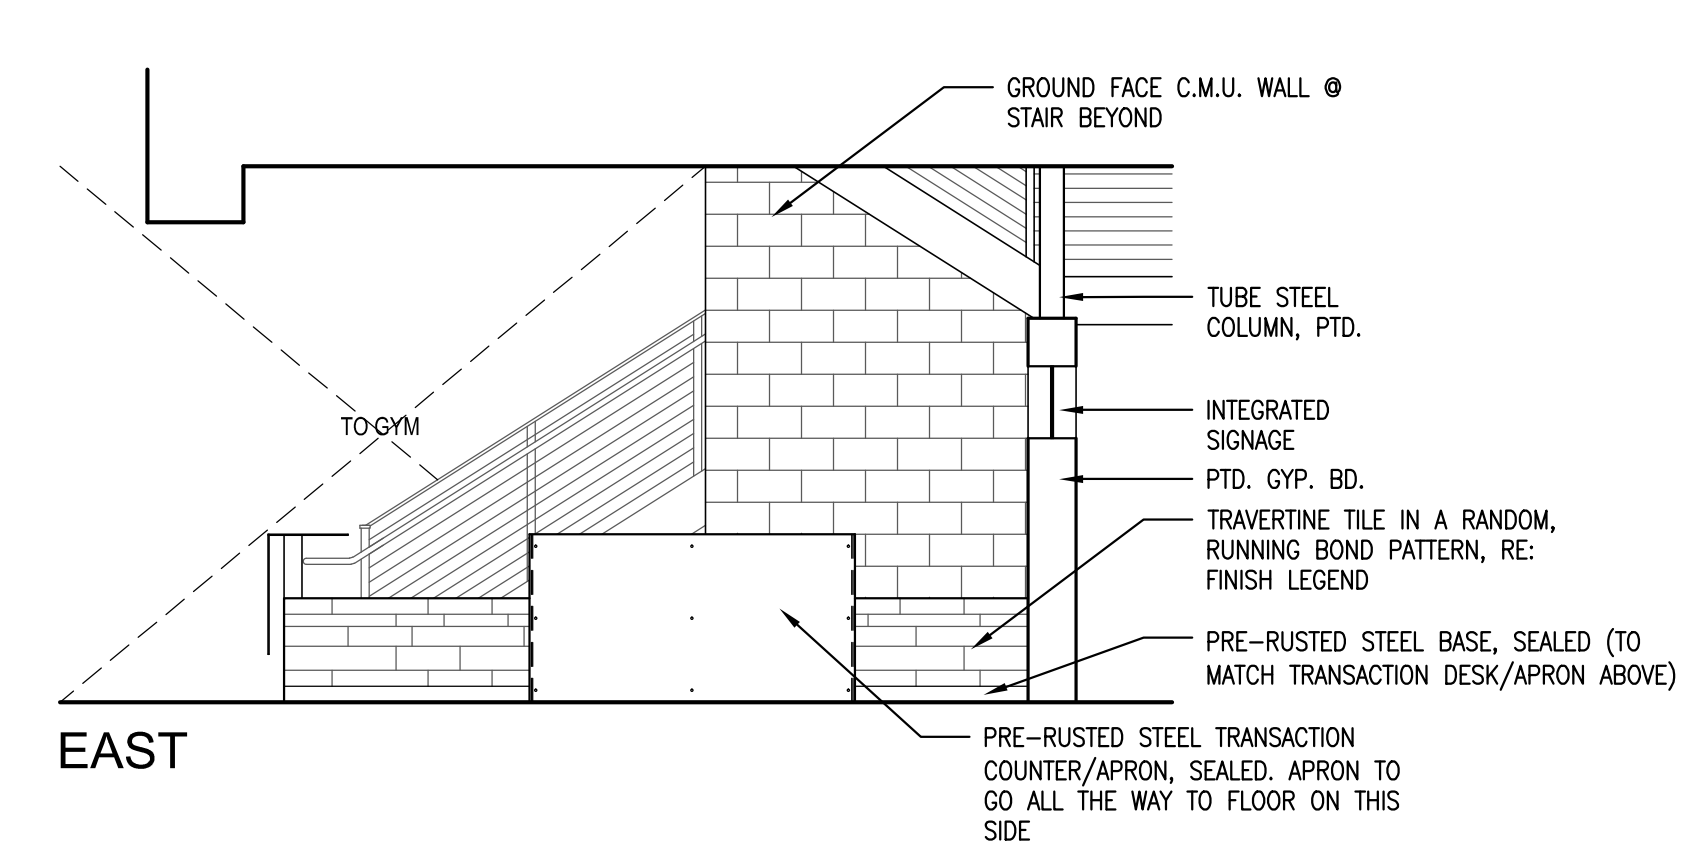 GROUND FACE C.M.U. WALL @
STAIR BEYOND
TUBE STEEL
COLUMN, PTD.
TO GYM
INTEGRATED
SIGNAGE
PTD. GYP. BD.
TRAVERTINE TILE IN A RANDOM,
RUNNING BOND PATTERN, RE:
FINISH LEGEND
PRE-RUSTED STEEL BASE, SEALED (TO
MATCH TRANSACTION DESK/APRON ABOVE)
EAST
PRE-RUSTED STEEL TRANSACTION
COUNTER/APRON, SEALED. APRON TO
GO ALL THE WAY TO FLOOR ON THIS
SIDE